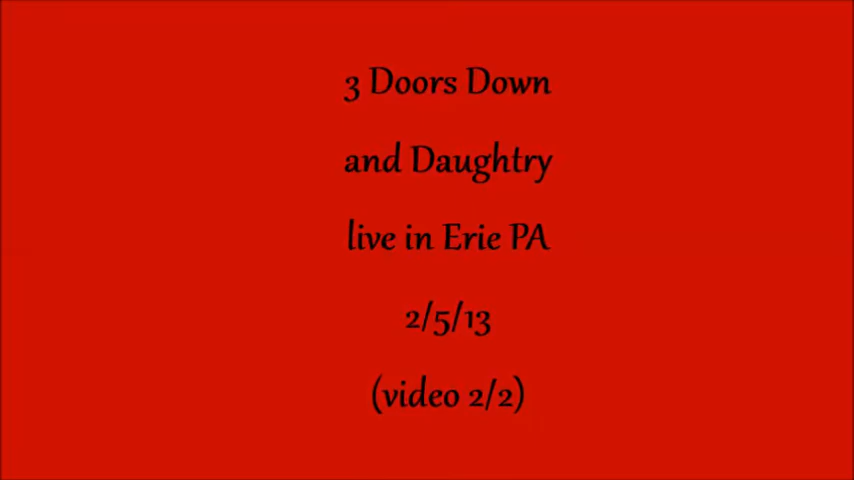 3 Doors Down
and Daughtry
live in Erie PA
2/5/13
(video 2/2)